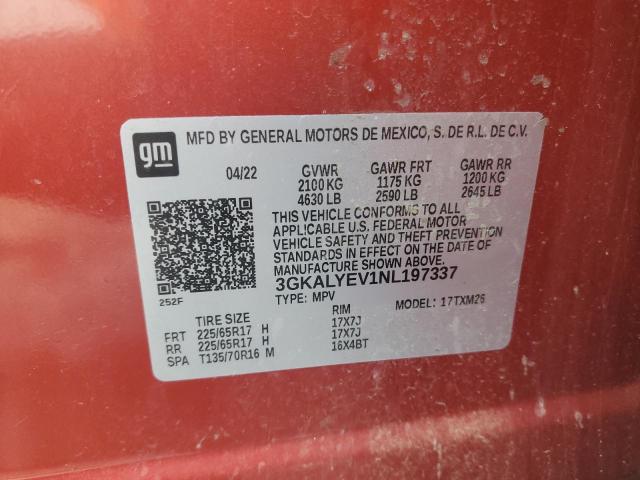 gm
MFD BY GENERAL MOTORS DE MEXICO, S. DE R.L. DE C.V.
04/22 GVWR GAWR FRT GAWR RR
2100 KG 1175 KG 1200 KG
4630 LB 2590 LB 2645 LB
THIS VEHICLE CONFORMS TO ALL
APPLICABLE U.S. FEDERAL MOTOR
VEHICLE SAFETY AND THEFT PREVENTION
STANDARDS IN EFFECT ON THE DATE OF
MANUFACTURE SHOWN ABOVE.
3GKALYEV1NL197337
252F
TYPE: MPV MODEL: 17TXM26
TIRE SIZE RIM
FRT 225/65R17 H 17X7J
RR 225/65R17 H 17X7J
SPA T135/70R16 M 16X4BT